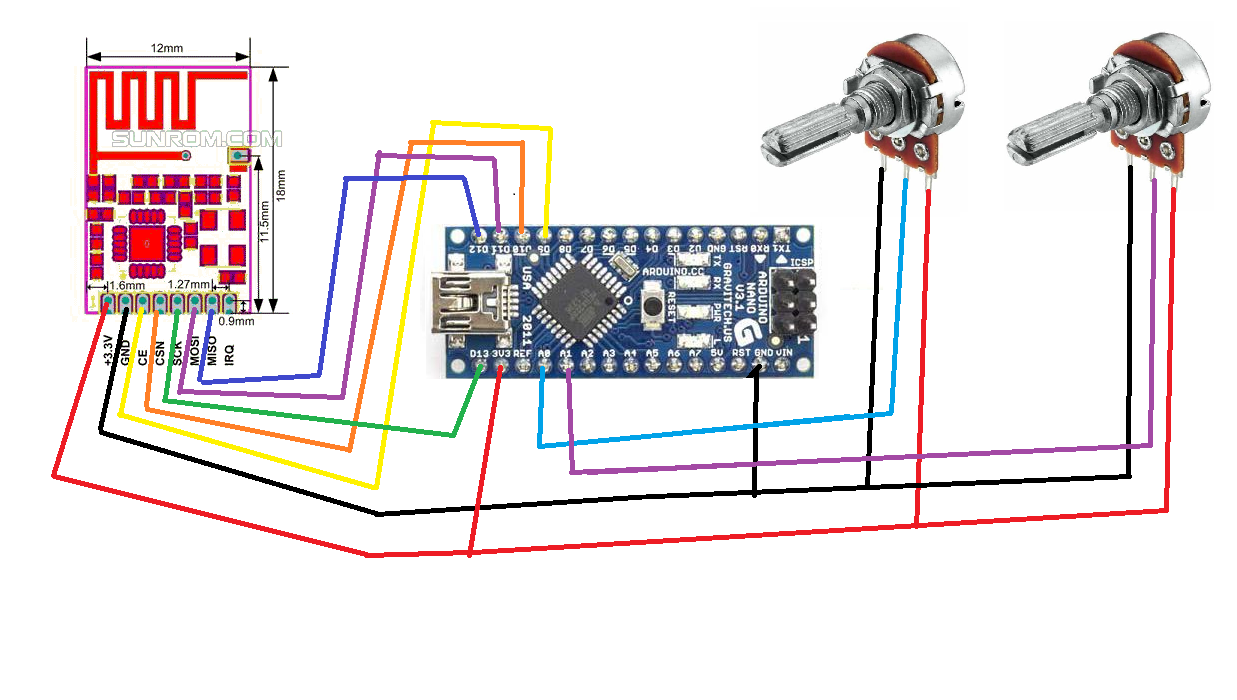 12mm
SUNROM.COM
18mm
11.5mm
1.6mm
1.27mm
0.9mm
+3.3V
GND
CE
CSN
SCK
MOSI
MISO
IRQ
D12 D11 D10 D9 D8 D7 D6 D5 D4 D3 D2 GND RST RX0 TX1
USA
2011
ARDUINO.CC
TX
RX
PWR
L
RESET
GRAVITECH.US
ARDUINO
NANO
V3.1
G
ICSP
1
D13 3V3 REF A0 A1 A2 A3 A4 A5 A6 A7 5V RST GND VIN